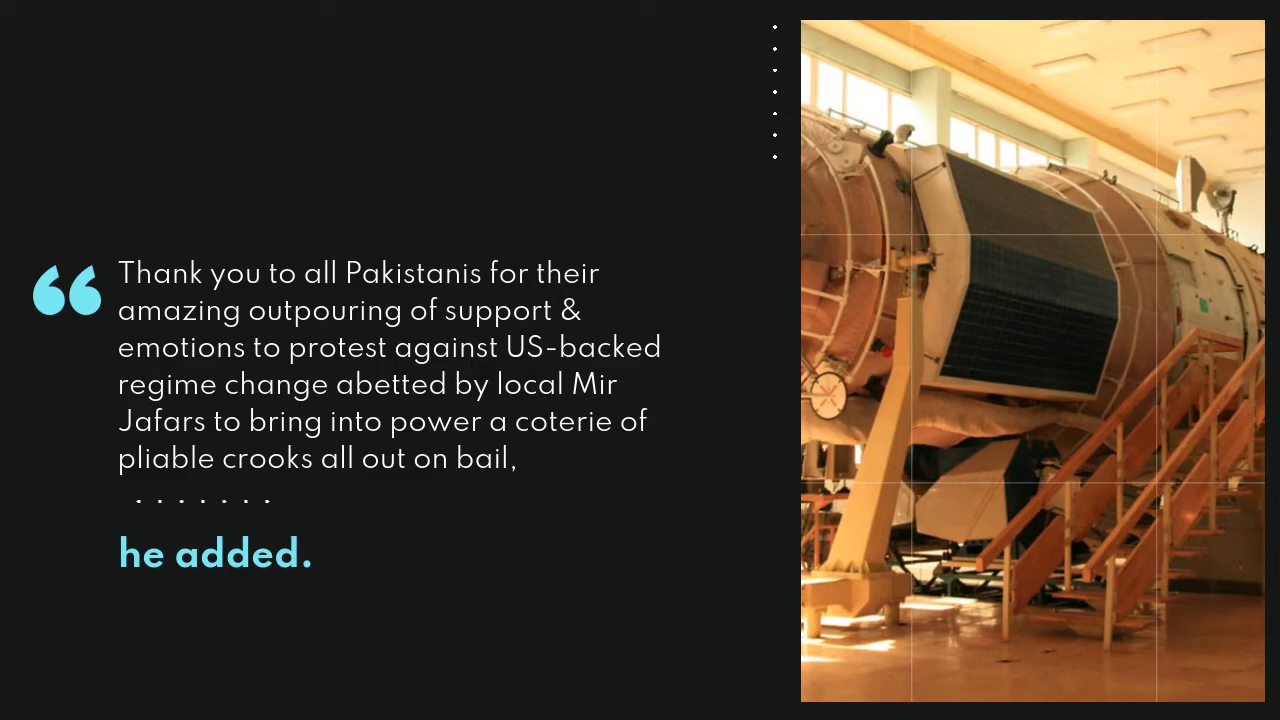 Thank you to all Pakistanis for their
amazing outpouring of support &
emotions to protest against US-backed
regime change abetted by local Mir
Jafars to bring into power a coterie of
pliable crooks all out on bail,
he added.